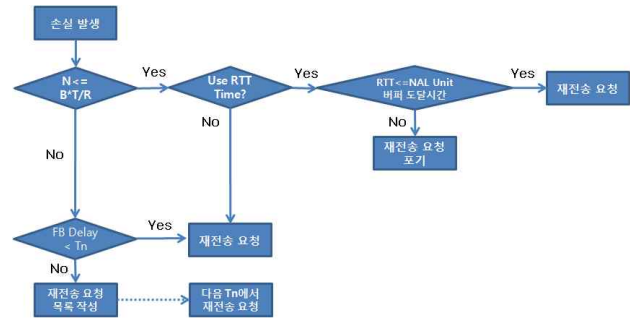 손실 발생
N<=
B*T/R
Yes
Use RTT
Time?
Yes
RTT<=NAL Unit
버퍼 도달시간
Yes
재전송 요청
No
No
No
재전송 요청
포기
FB Delay
< Tn
Yes
재전송 요청
No
재전송 요청
목록 작성
다음 Tn에서
재전송 요청